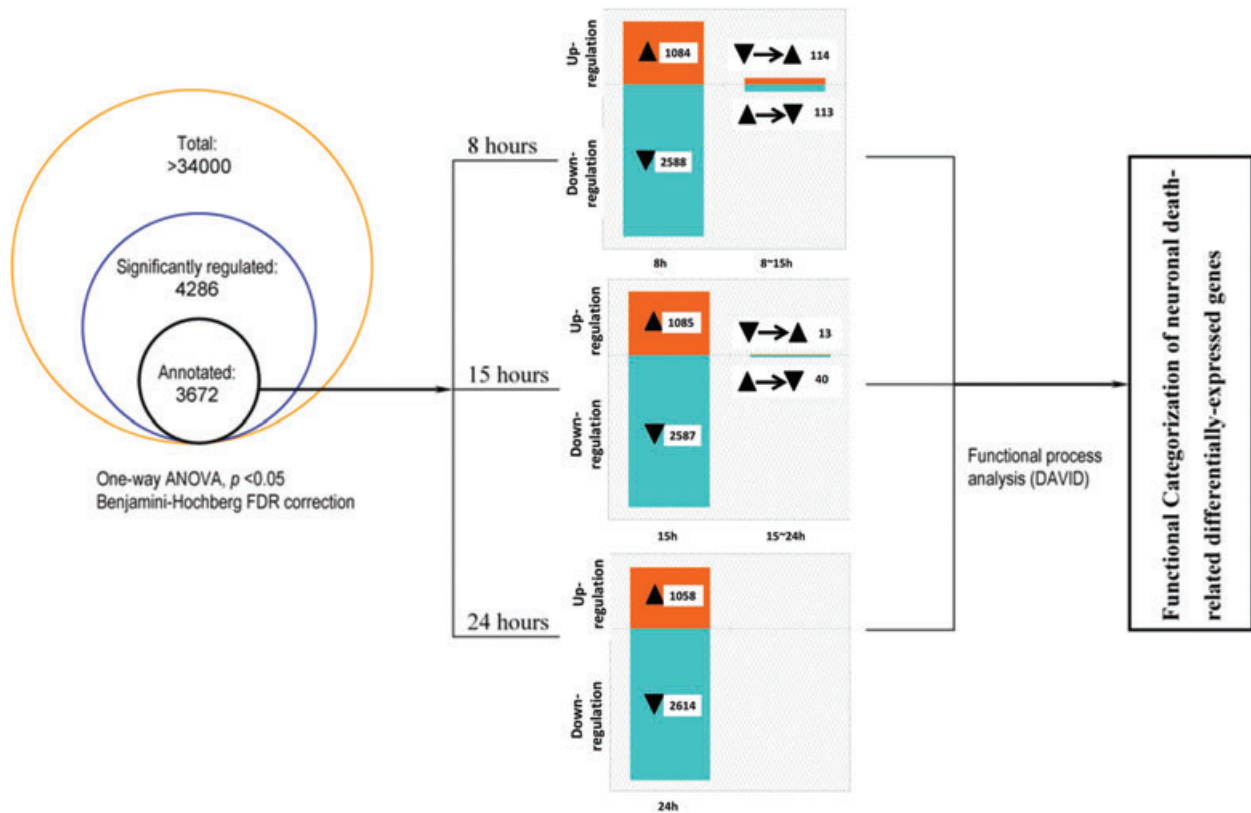 Total:
>34000
Significantly regulated:
4286
Annotated:
3672
One-way ANOVA, p <0.05
Benjamini-Hochberg FDR correction
8 hours
15 hours
24 hours
Up-
regulation
Down-
regulation
1084
2588
114
113
8h
8~15h
Up-
regulation
Down-
regulation
1085
2587
13
40
15h
15~24h
Up-
regulation
Down-
regulation
1058
2614
24h
Functional process
analysis (DAVID)
Functional Categorization of neuronal death-
related differentially-expressed genes